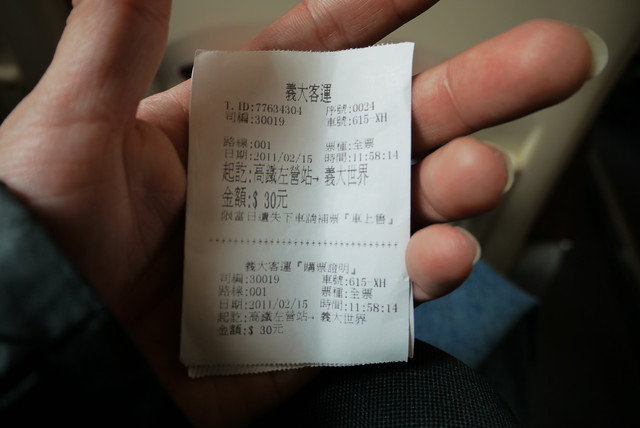 義大客運
T.ID:77634304 序號:0024
司編:30019 車號:615-XH
路線:001 票種:全票
日期:2011/02/15 時間:11:58:14
起訖:高鐵左營站→ 義大世界
金額:$ 30元
限當日遺失下車請補票『車上售』
義大客運『購票證明』
司編:30019 車號:615-XH
路線:001 票種:全票
日期:2011/02/15 時間:11:58:14
起訖:高鐵左營站→ 義大世界
金額:$ 30元